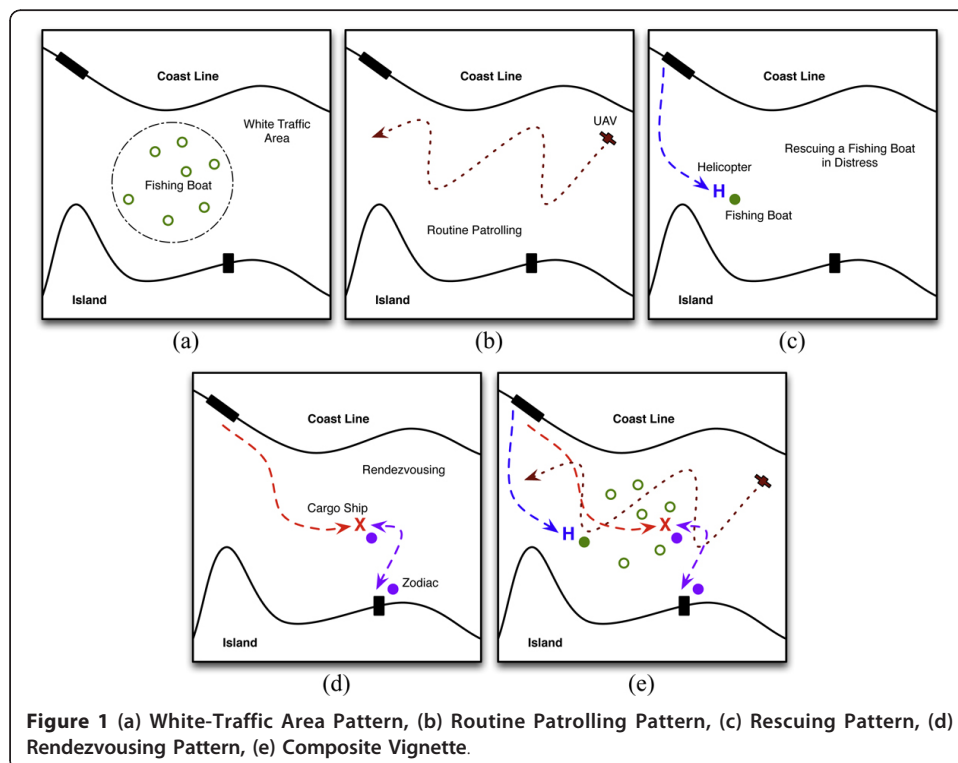 Coast Line
White Traffic
Area
Fishing Boat
Island
(a)
Coast Line
UAV
Routine Patrolling
Island
(b)
Coast Line
Rescuing a Fishing Boat
in Distress
Helicopter
H
Fishing Boat
Island
(c)
Coast Line
Rendezvousing
Cargo Ship
X
Zodiac
Island
(d)
Coast Line
H
X
Island
(e)
Figure 1 (a) White-Traffic Area Pattern, (b) Routine Patrolling Pattern, (c) Rescuing Pattern, (d)
Rendezvousing Pattern, (e) Composite Vignette.